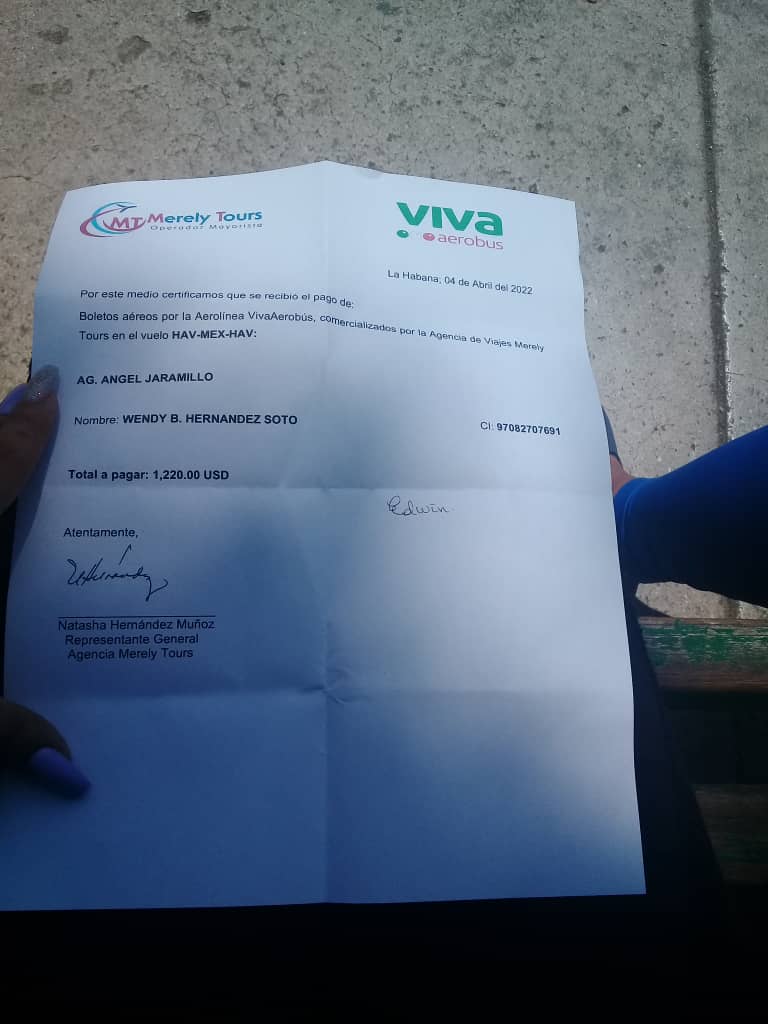 MT Merely Tours
Operador Mayorista
VIVA
aerobus
La Habana; 04 de Abril del 2022
Por este medio certificamos que se recibió el pago de:
Boletos aéreos por la Aerolínea VivaAerobús, comercializados por la Agencia de Viajes Merely
Tours en el vuelo HAV-MEX-HAV:
AG. ANGEL JARAMILLO
Nombre: WENDY B. HERNANDEZ SOTO CI: 97082707691
Total a pagar: 1,220.00 USD
Edwin.
Atentamente,
Natasha Hernández Muñoz
Representante General
Agencia Merely Tours